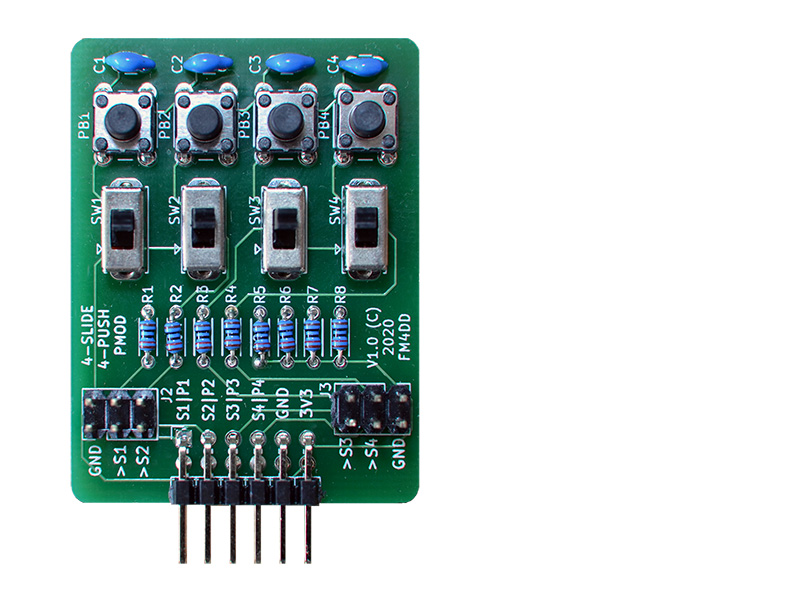 C1 C2 C3 C4
PB1 PB2 PB3 PB4
SW1 SW2 SW3 SW4
R1 R2 R3 R4 R5 R6 R7 R8
4-SLIDE
4-PUSH
PMOD
V1.0 (C)
2020
FM4DD
J2
S1|P1
S2|P2
S3|P3
S4|P4
GND
3V3
J3
GND
>S1
>S2
>S3
>S4
GND